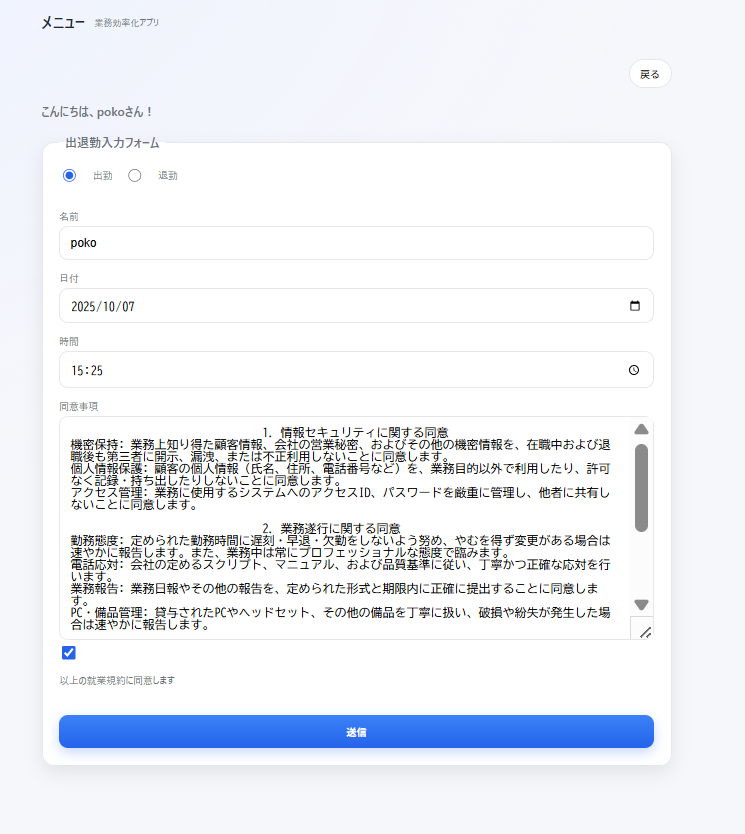 メニュー 業務効率化アプリ
戻る
こんにちは、pokoさん！
出退勤入力フォーム
出勤 退勤
名前
poko
日付
2025/10/07
時間
15:25
同意事項
1. 情報セキュリティに関する同意
機密保持: 業務上知り得た顧客情報、会社の営業秘密、およびその他の機密情報を、在職中および退
職後も第三者に開示、漏洩、または不正利用しないことに同意します。
個人情報保護: 顧客の個人情報（氏名、住所、電話番号など）を、業務目的以外で利用したり、許可
なく記録・持ち出したりしないことに同意します。
アクセス管理: 業務に使用するシステムへのアクセスID、パスワードを厳重に管理し、他者に共有し
ないことに同意します。
2. 業務遂行に関する同意
勤務態度: 定められた勤務時間に遅刻・早退・欠勤をしないよう努め、やむを得ず変更がある場合は
速やかに報告します。また、業務中は常にプロフェッショナルな態度で臨みます。
電話応対: 会社の定めるスクリプト、マニュアル、および品質基準に従い、丁寧かつ正確な応対を行
います。
業務報告: 業務日報やその他の報告を、定められた形式と期限内に正確に提出することに同意しま
す。
PC・備品管理: 貸与されたPCやヘッドセット、その他の備品を丁寧に扱い、破損や紛失が発生した場
合は速やかに報告します。
以上の就業規約に同意します
送信